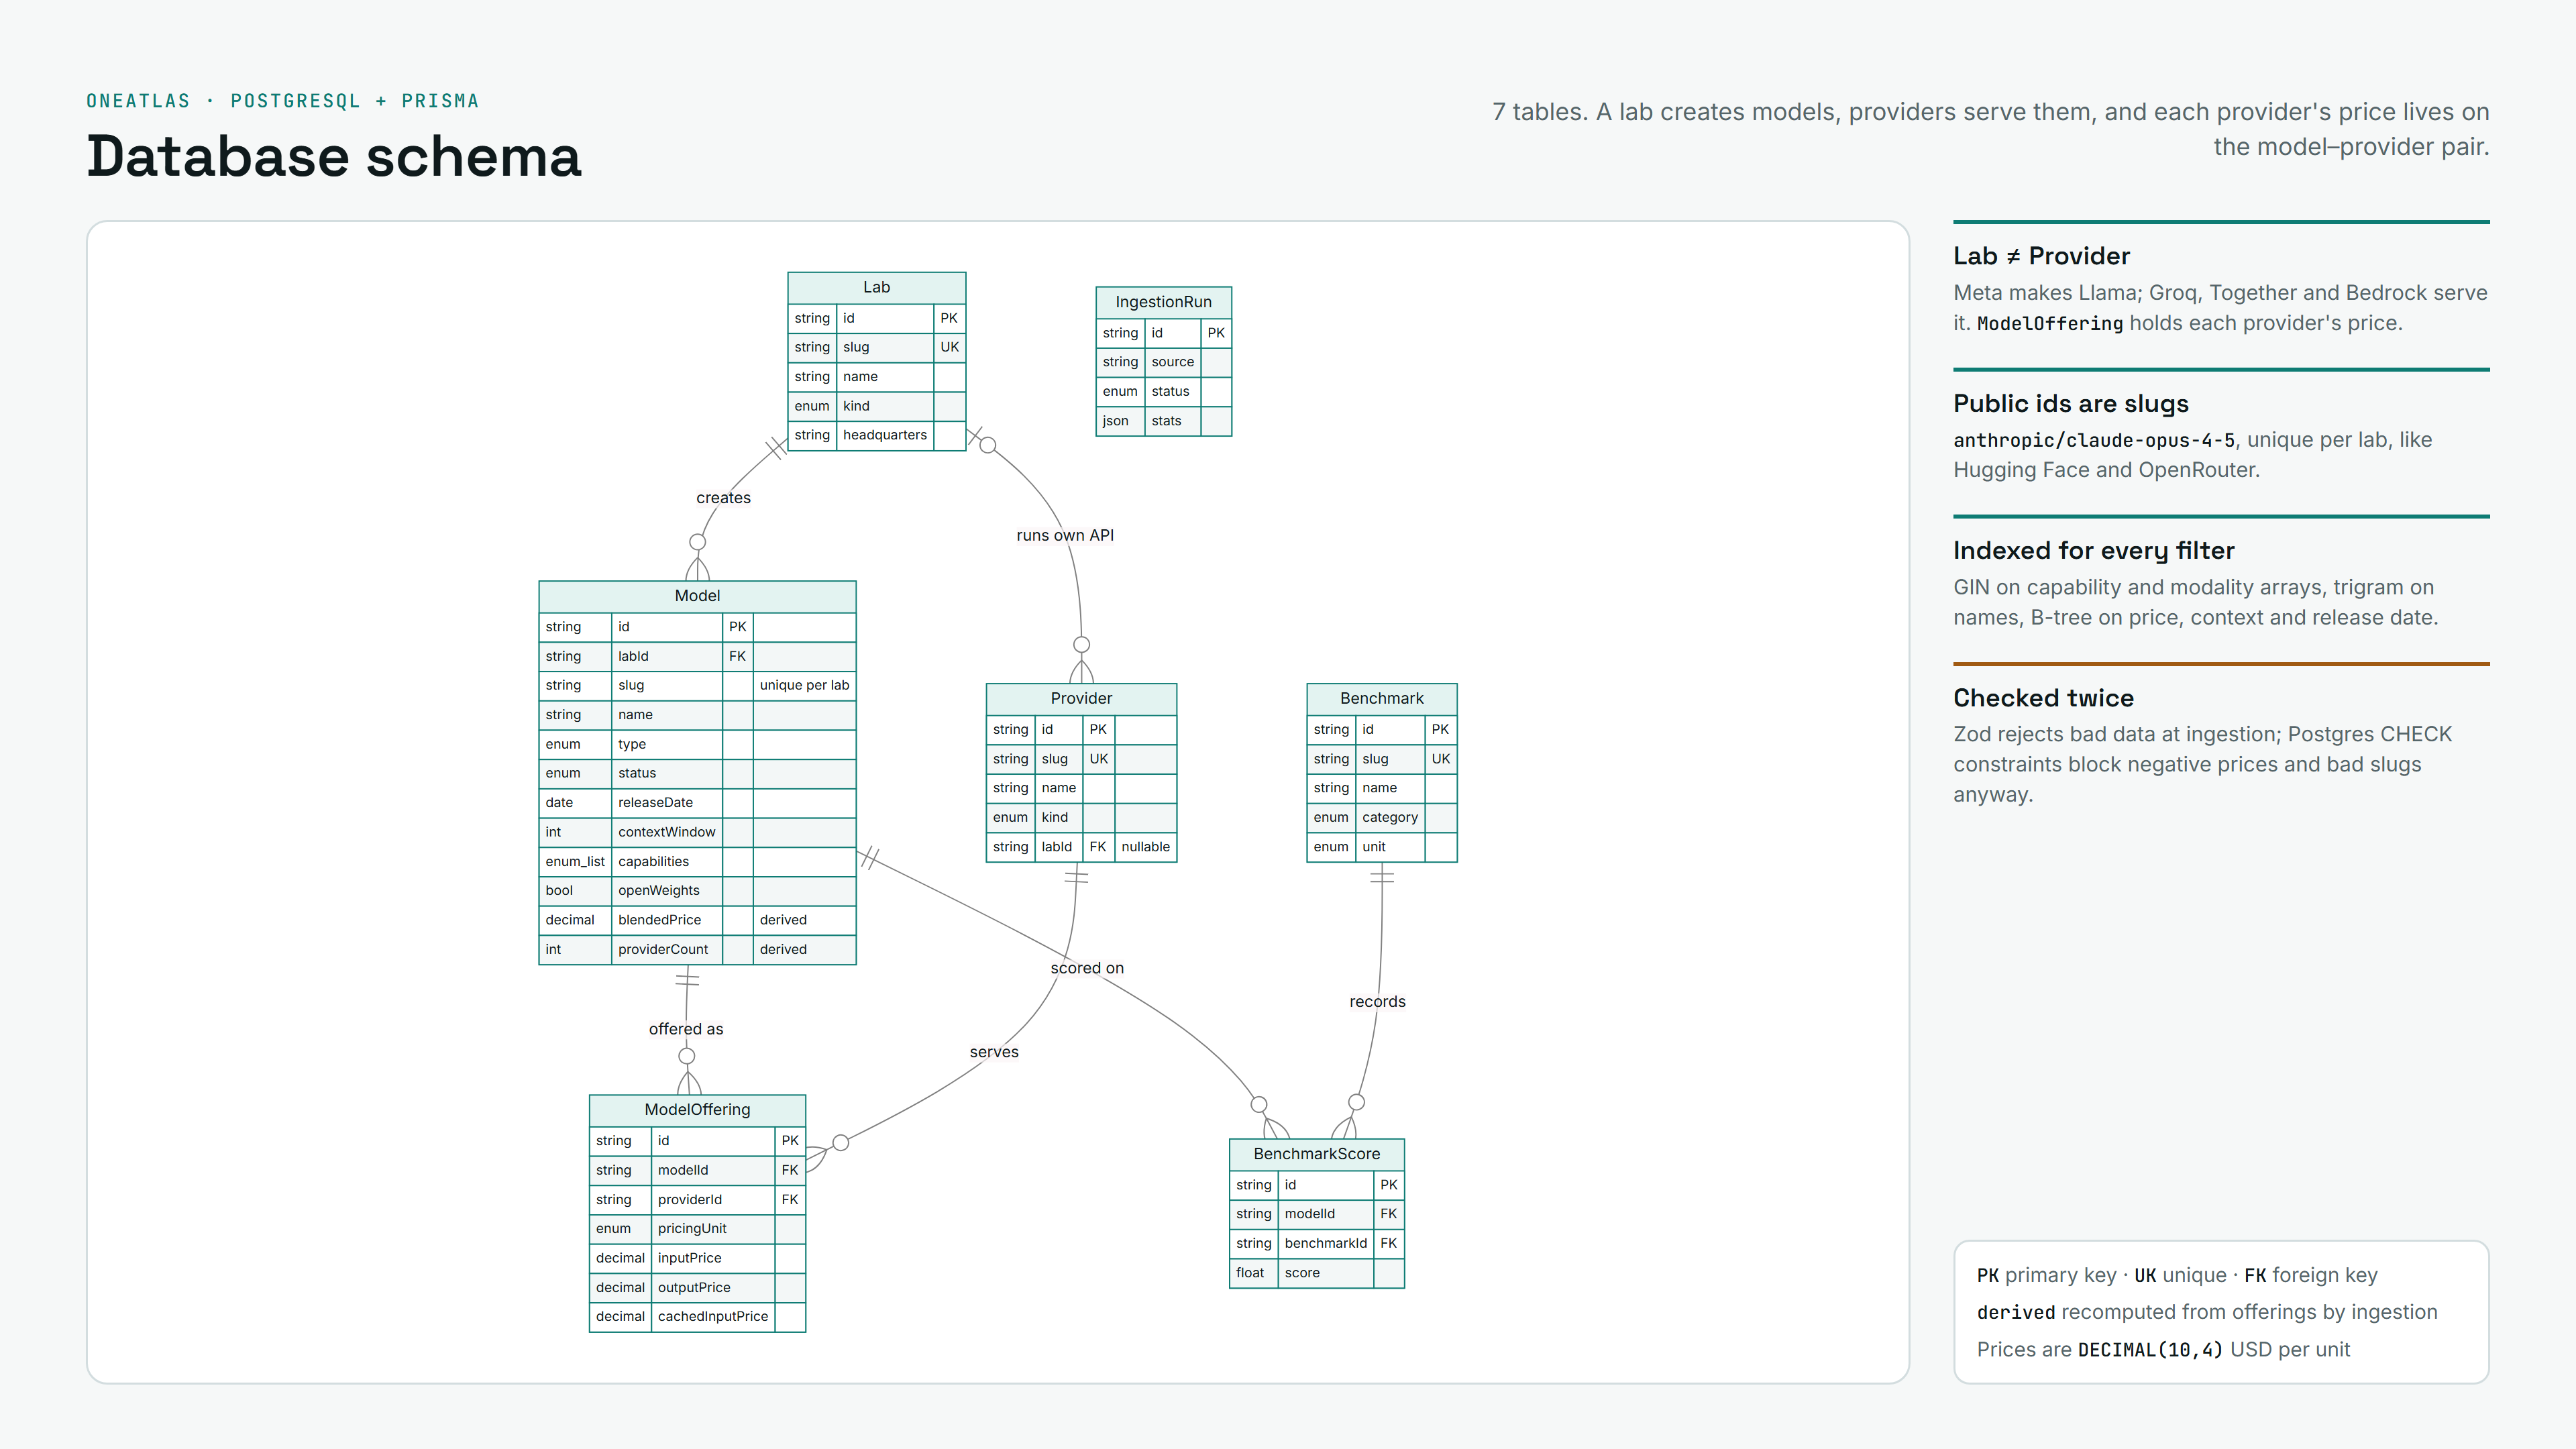 ONEATLAS · POSTGRESQL + PRISMA
Database schema
7 tables. A lab creates models, providers serve them, and each provider's price lives on
the model–provider pair.
Lab
string id PK
string slug UK
string name
enum kind
string headquarters
IngestionRun
string id PK
string source
enum status
json stats
creates
runs own API
Model
string id PK
string labId FK
string slug unique per lab
string name
enum type
enum status
date releaseDate
int contextWindow
enum_list capabilities
bool openWeights
decimal blendedPrice derived
int providerCount derived
Provider
string id PK
string slug UK
string name
enum kind
string labId FK nullable
Benchmark
string id PK
string slug UK
string name
enum category
enum unit
scored on
records
offered as
serves
ModelOffering
string id PK
string modelId FK
string providerId FK
enum pricingUnit
decimal inputPrice
decimal outputPrice
decimal cachedInputPrice
BenchmarkScore
string id PK
string modelId FK
string benchmarkId FK
float score
Lab ≠ Provider
Meta makes Llama; Groq, Together and Bedrock serve
it. ModelOffering holds each provider's price.
Public ids are slugs
anthropic/claude-opus-4-5, unique per lab, like
Hugging Face and OpenRouter.
Indexed for every filter
GIN on capability and modality arrays, trigram on
names, B-tree on price, context and release date.
Checked twice
Zod rejects bad data at ingestion; Postgres CHECK
constraints block negative prices and bad slugs
anyway.
PK primary key · UK unique · FK foreign key
derived recomputed from offerings by ingestion
Prices are DECIMAL(10,4) USD per unit